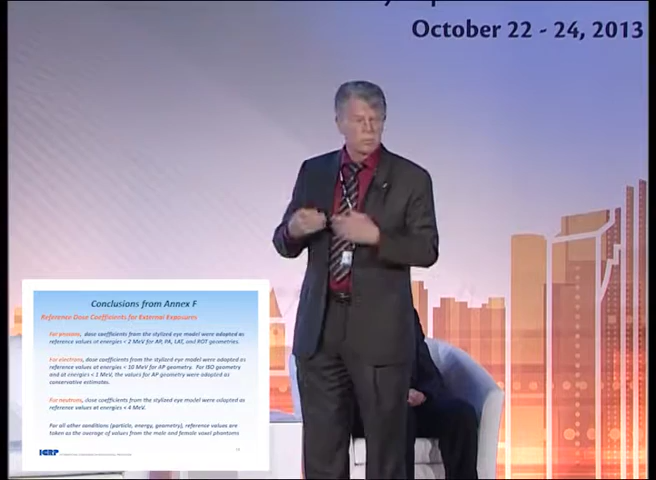 October 22 - 24, 2013
Conclusions from Annex F
Reference Dose Coefficients for External Exposures
For photons, dose coefficients from the stylized eye model were adopted as
reference values at energies < 2 MeV for AP, PA, LAT, and ROT geometries.
For electrons, dose coefficients from the stylized eye model were adopted as
reference values at energies < 10 MeV for AP geometry. For ISO geometry
and at energies < 1 MeV, the values for AP geometry were adopted as
conservative estimates.
For neutrons, dose coefficients from the stylized eye model were adopted as
reference values at energies < 4 MeV.
For all other conditions (particle, energy, geometry), reference values are
taken as the average of values from the male and female voxel phantoms
ICRP